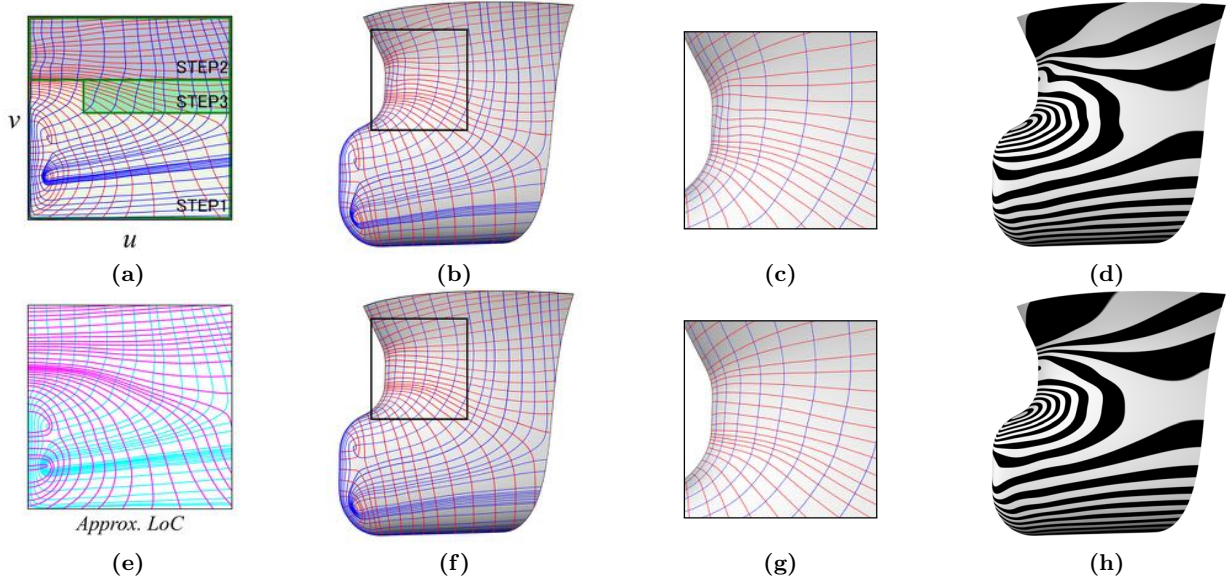 STEP2
STEP3
v
STEP1
u
(a) (b) (c) (d)
Approx. LoC
(e) (f) (g) (h)